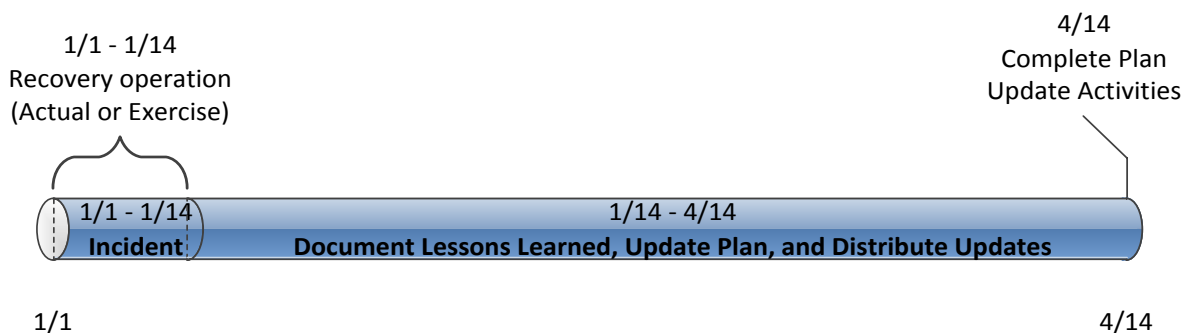 1/1 - 1/14
Recovery operation
(Actual or Exercise)
4/14
Complete Plan
Update Activities
1/1 - 1/14
Incident
1/14 - 4/14
Document Lessons Learned, Update Plan, and Distribute Updates
1/1
4/14